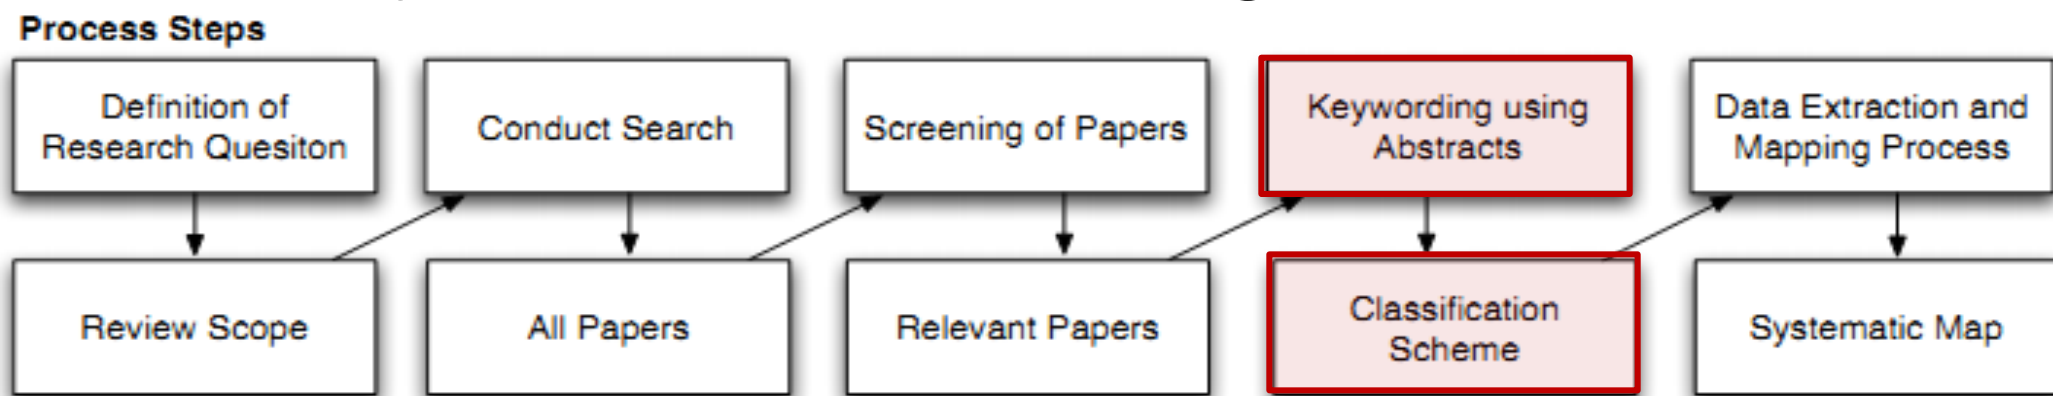 Process Steps
Definition of
Research Quesiton
Conduct Search
Screening of Papers
Keywording using
Abstracts
Data Extraction and
Mapping Process
Review Scope
All Papers
Relevant Papers
Classification
Scheme
Systematic Map